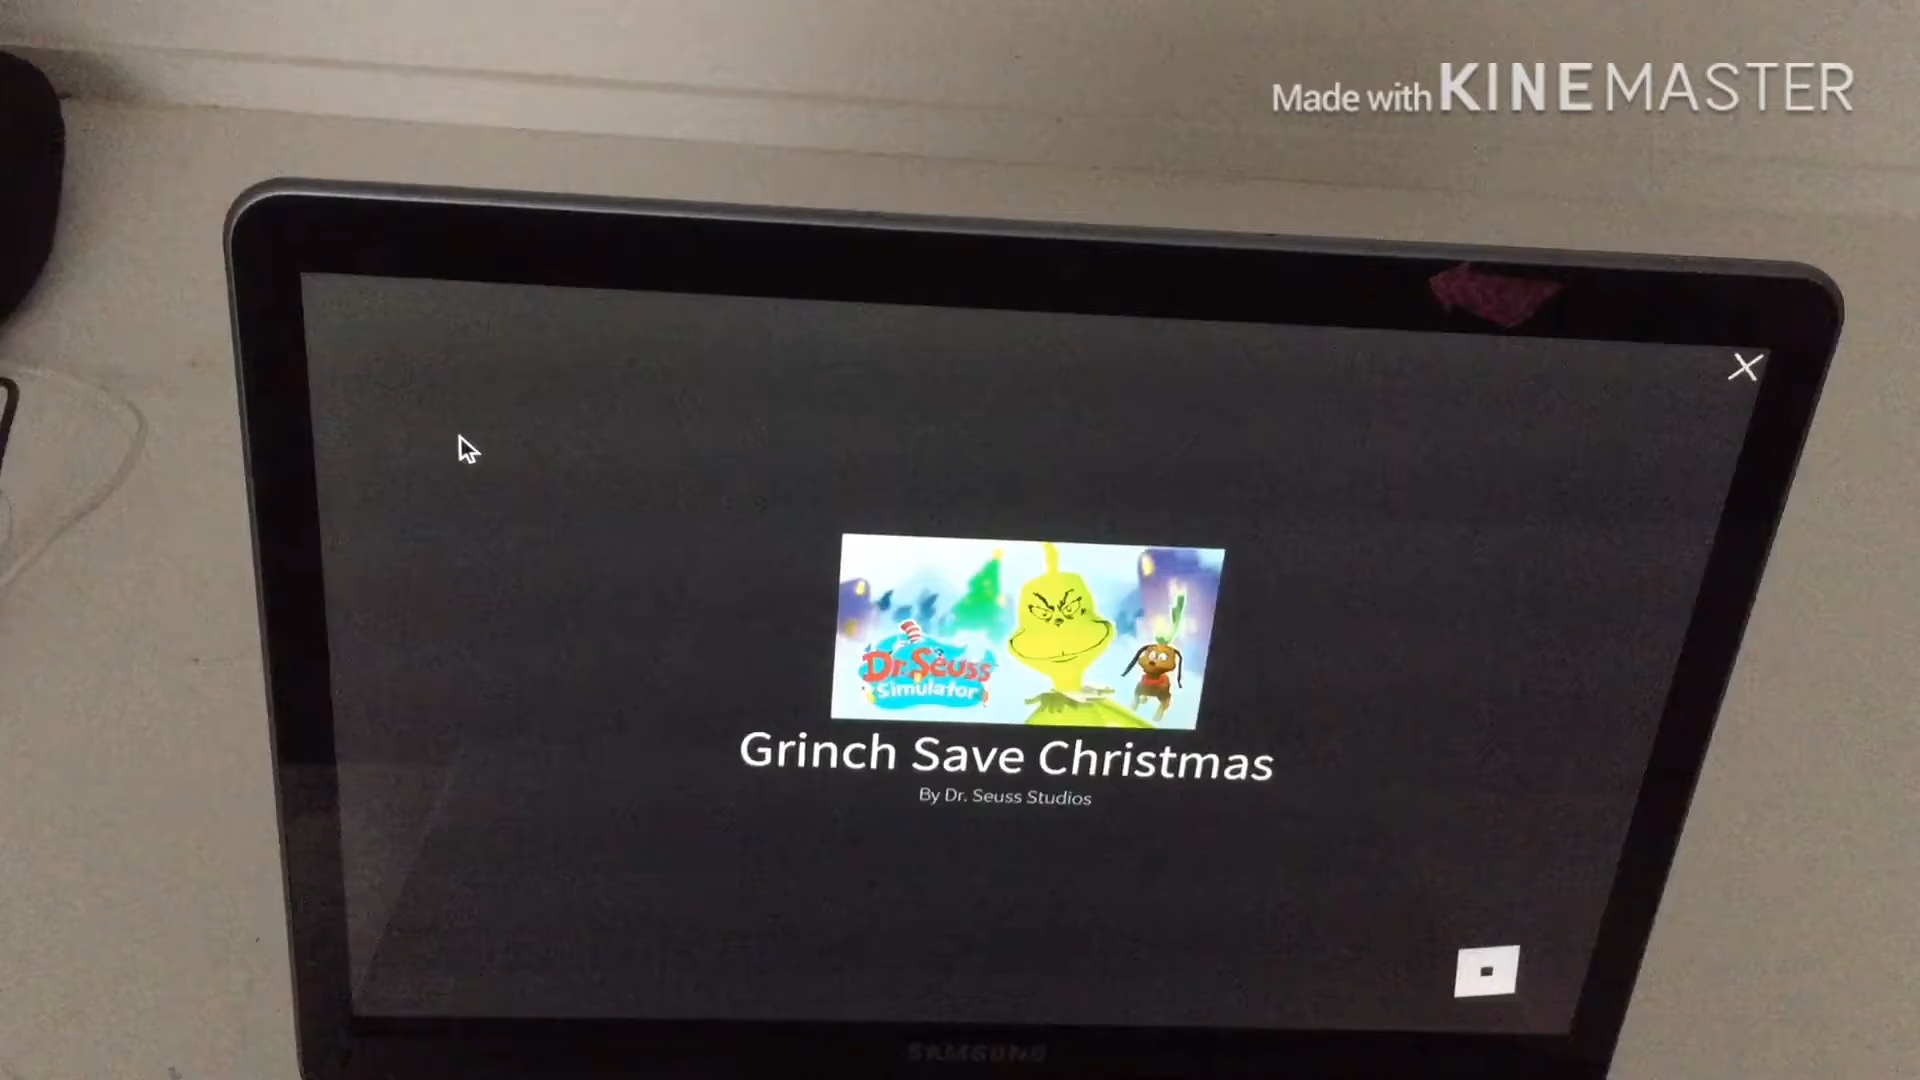 Made with KINEMASTER
Dr. Seuss
Simulator
Grinch Save Christmas
By Dr. Seuss Studios
SAMSUNG